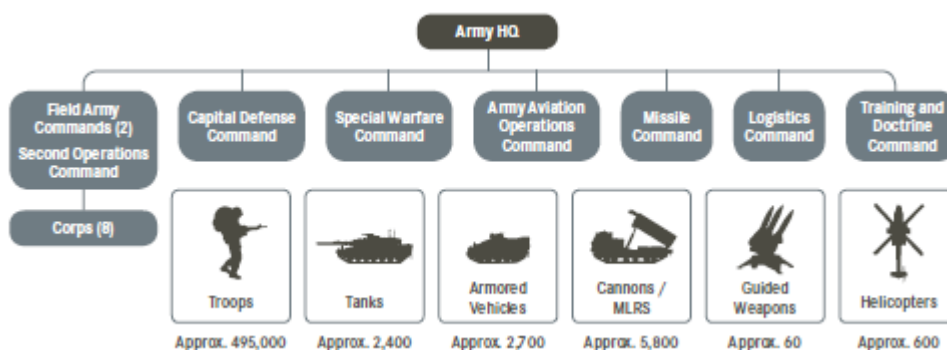 Army HQ
Field Army
Commands (2)
Second Operations
Command
Capital Defense
Command
Special Warfare
Command
Army Aviation
Operations
Command
Missile
Command
Logistics
Command
Training and
Doctrine
Command
Corps (8)
Troops
Tanks
Armored
Vehicles
Cannons /
MLRS
Guided
Weapons
Helicopters
Approx. 495,000
Approx. 2,400
Approx. 2,700
Approx. 5,800
Approx. 60
Approx. 600